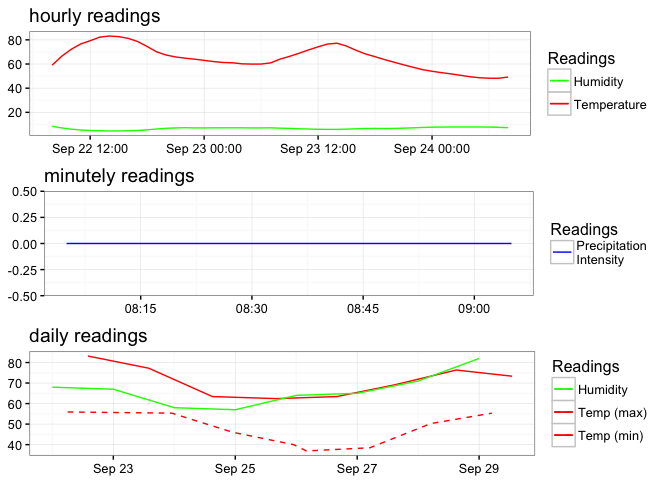 hourly readings
80
60
40
20
Sep 22 12:00 Sep 23 00:00 Sep 23 12:00 Sep 24 00:00
Readings
Humidity
Temperature
minutely readings
0.50
0.25
0.00
-0.25
-0.50
08:15 08:30 08:45 09:00
Readings
Precipitation
Intensity
daily readings
80
70
60
50
40
Sep 23 Sep 25 Sep 27 Sep 29
Readings
Humidity
Temp (max)
Temp (min)